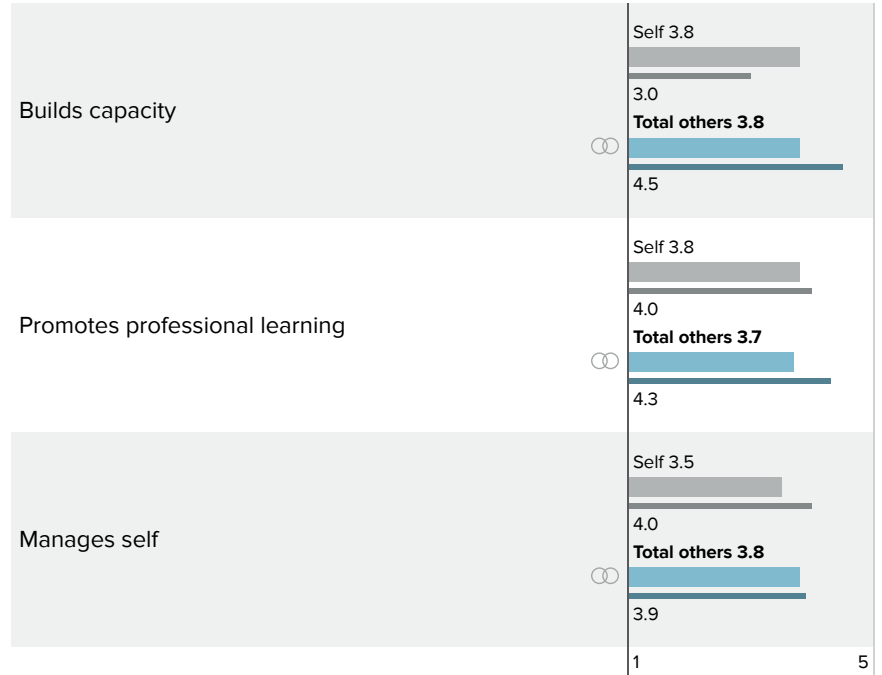 Self 3.8
3.0
Builds capacity
Total others 3.8
4.5
Self 3.8
4.0
Promotes professional learning
Total others 3.7
4.3
Self 3.5
4.0
Manages self
Total others 3.8
3.9
1 5